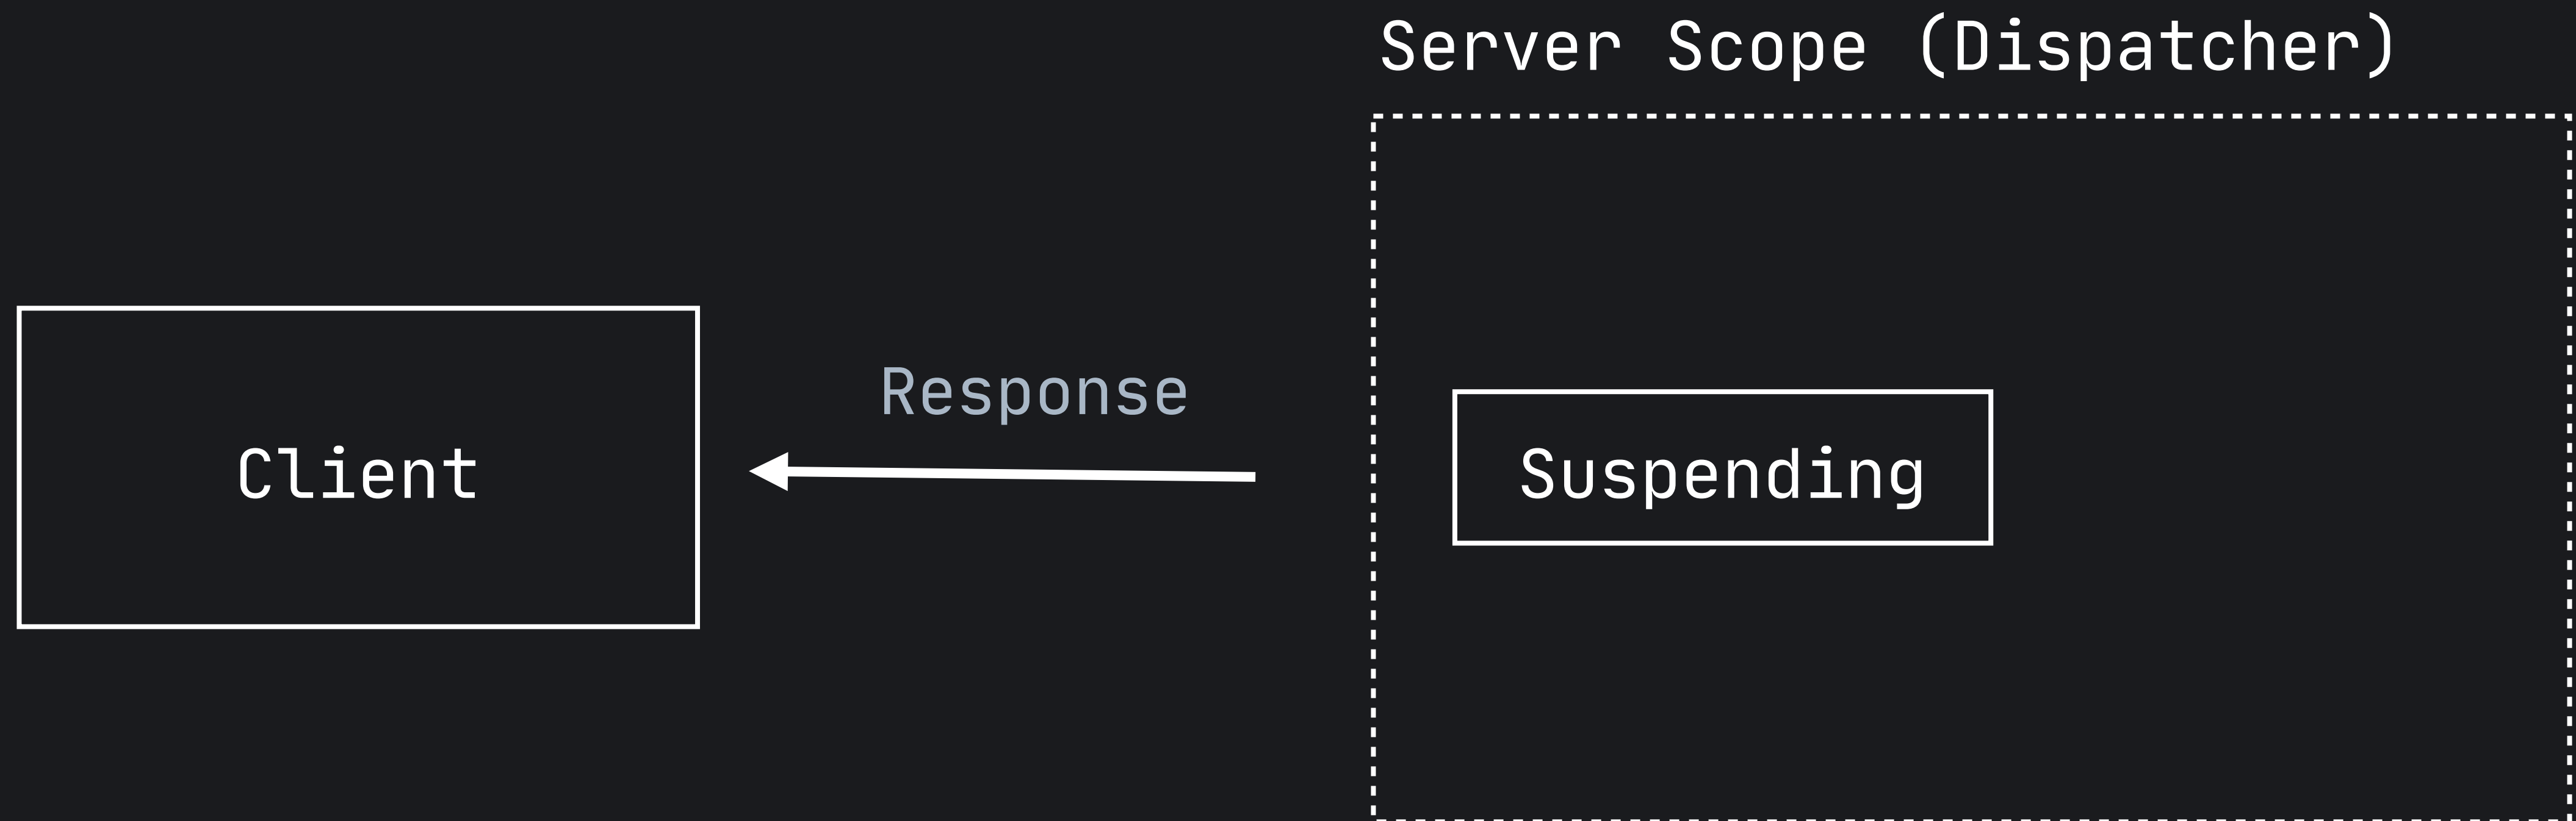 Server Scope (Dispatcher)
Response
Client
Suspending